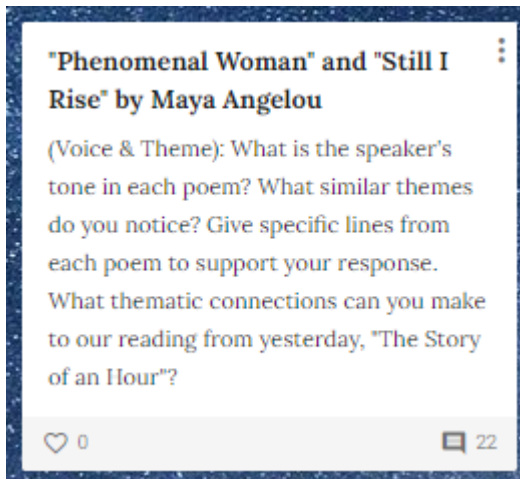 "Phenomenal Woman" and "Still I
Rise" by Maya Angelou
(Voice & Theme): What is the speaker's
tone in each poem? What similar themes
do you notice? Give specific lines from
each poem to support your response.
What thematic connections can you make
to our reading from yesterday, "The Story
of an Hour"?
0 22